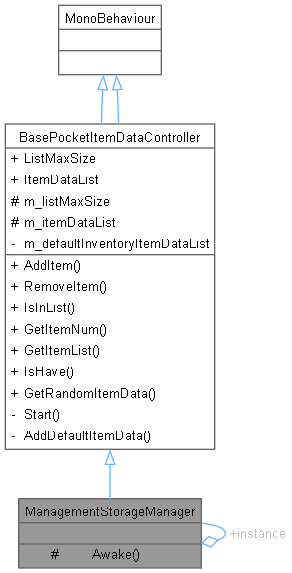 MonoBehaviour
BasePocketItemDataController
+ ListMaxSize
+ ItemDataList
# m_listMaxSize
# m_itemDataList
- m_defaultInventoryItemDataList
+ AddItem()
+ RemoveItem()
+ IsInList()
+ GetItemNum()
+ GetItemList()
+ IsHave()
+ GetRandomItemData()
- Start()
- AddDefaultItemData()
ManagementStorageManager
+instance
# Awake()